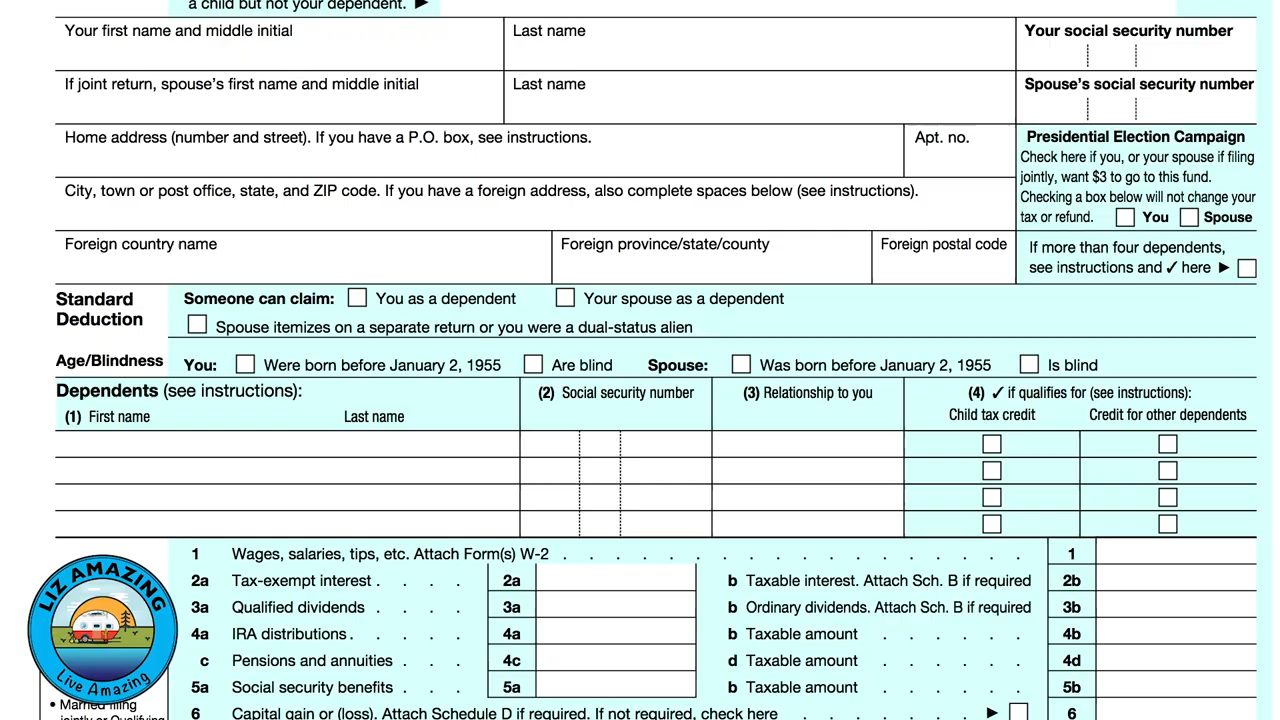 a child but not your dependent. ▶
Your first name and middle initial Last name Your social security number
If joint return, spouse's first name and middle initial Last name Spouse's social security number
Home address (number and street). If you have a P.O. box, see instructions. Apt. no.
Presidential Election Campaign
Check here if you, or your spouse if filing
jointly, want $3 to go to this fund.
Checking a box below will not change your
tax or refund. You Spouse
City, town or post office, state, and ZIP code. If you have a foreign address, also complete spaces below (see instructions).
Foreign country name Foreign province/state/county Foreign postal code
If more than four dependents,
see instructions and ✓ here ▶
Standard
Deduction
Someone can claim: You as a dependent Your spouse as a dependent
Spouse itemizes on a separate return or you were a dual-status alien
Age/Blindness You: Were born before January 2, 1955 Are blind Spouse: Was born before January 2, 1955 Is blind
Dependents (see instructions): (2) Social security number (3) Relationship to you (4) ✓ if qualifies for (see instructions):
(1) First name Last name Child tax credit Credit for other dependents
1 Wages, salaries, tips, etc. Attach Form(s) W-2 . . . . . . . . . . . . . . . . . . 1
2a Tax-exempt interest . . . . 2a b Taxable interest. Attach Sch. B if required 2b
3a Qualified dividends . . . . 3a b Ordinary dividends. Attach Sch. B if required 3b
4a IRA distributions . . . . . 4a b Taxable amount . . . . . . 4b
c Pensions and annuities . . . 4c d Taxable amount . . . . . . 4d
5a Social security benefits . . . 5a b Taxable amount . . . . . . 5b
6 Capital gain or (loss). Attach Schedule D if required. If not required, check here . . . . . . . ▶ 6
LIZ AMAZING
Live Amazing
• Married filing
jointly or Qualifying